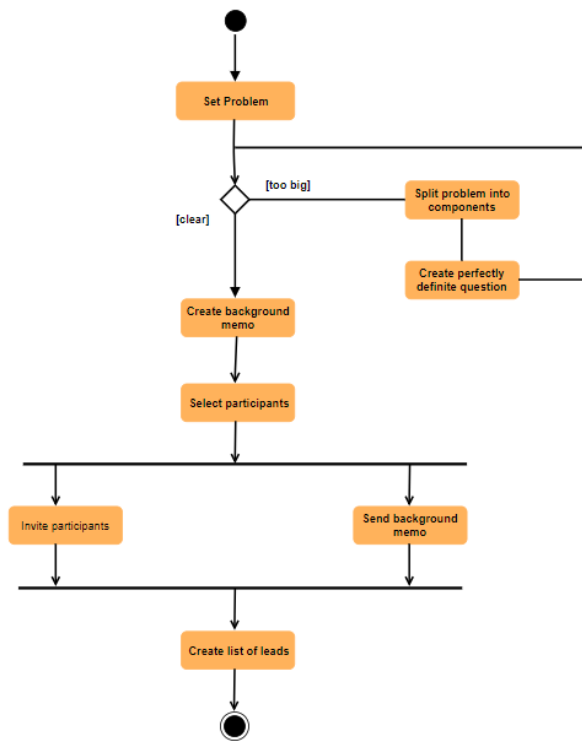 Set Problem
[too big]
Split problem into
components
[clear]
Create perfectly
definite question
Create background
memo
Select participants
Invite participants
Send background
memo
Create list of leads